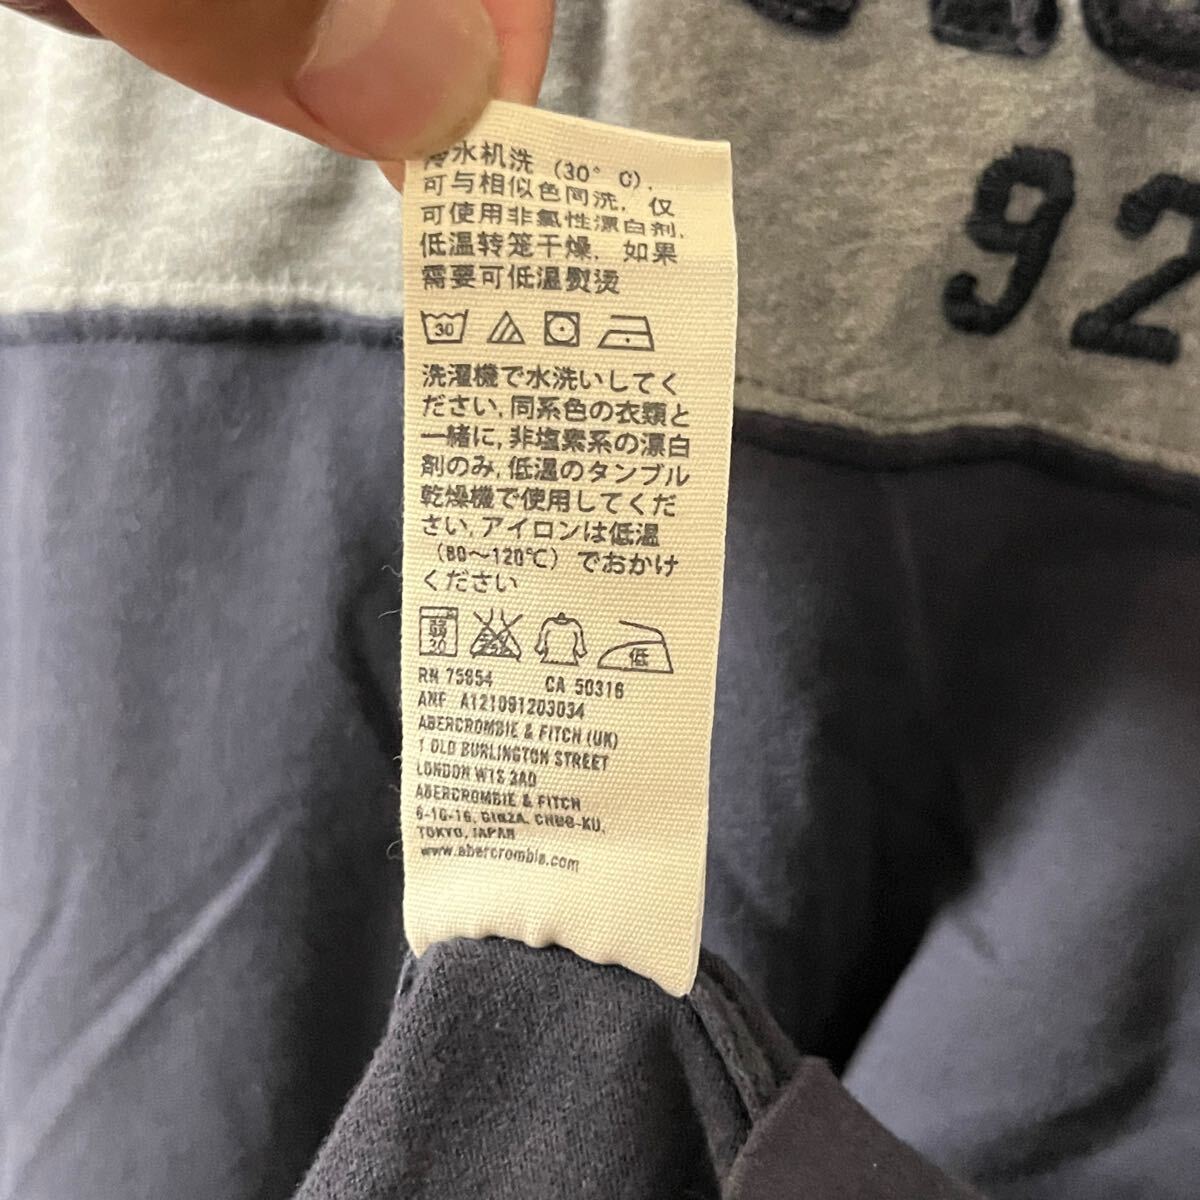 冷水机洗 (30° C),
可与相似色同洗, 仅
可使用非氯性漂白剂,
低温转笼干燥, 如果
需要可低温熨烫
30
洗濯機で水洗いしてく
ださい,同系色の衣類と
一緒に,非塩素系の漂白
剤のみ,低温のタンブル
乾燥機で使用してくだ
さい,アイロンは低温
(80〜120℃) でおかけ
ください
弱 30 低
RN 75654 CA 50316
ANF A121091203034
ABERCROMBIE & FITCH (UK)
1 OLD BURLINGTON STREET
LONDON W1S 3AG
ABERCROMBIE & FITCH
6-10-16, GINZA, CHUO-KU,
TOKYO, JAPAN
www.abercrombie.com
92